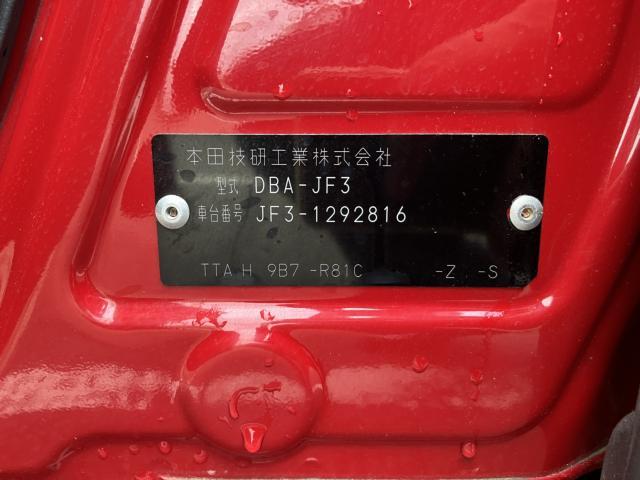 本田技研工業株式会社
型式 DBA-JF3
車台番号 JF3-1292816
TTA H 9B7 -R81C -Z -S